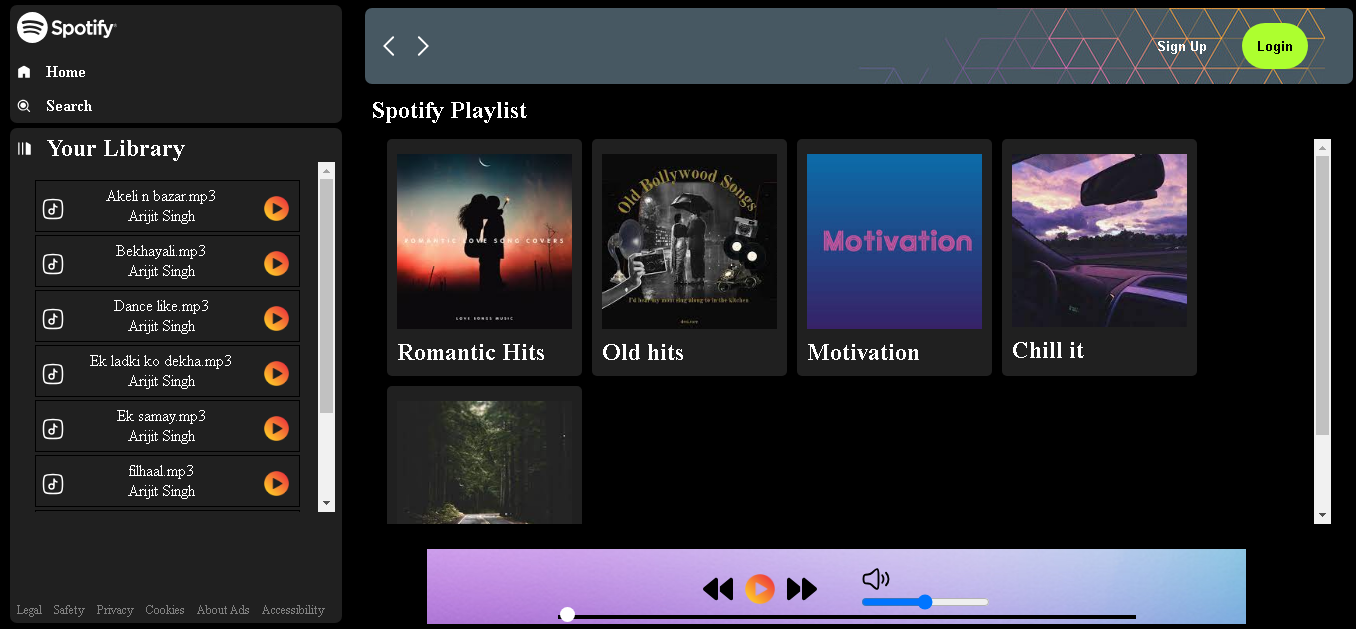 Spotify
Home
Search
Your Library
Akeli n bazar.mp3
Arijit Singh
Bekhayali.mp3
Arijit Singh
Dance like.mp3
Arijit Singh
Ek ladki ko dekha.mp3
Arijit Singh
Ek samay.mp3
Arijit Singh
filhaal.mp3
Arijit Singh
Legal Safety Privacy Cookies About Ads Accessibility
Sign Up Login
Spotify Playlist
ROMANTIC LOVE SONG COVERS
LOVE SONGS MUSIC
Romantic Hits
Old Bollywood Songs
I'd hear my mom sing along to in the kitchen
Old hits
Motivation
Motivation
Chill it